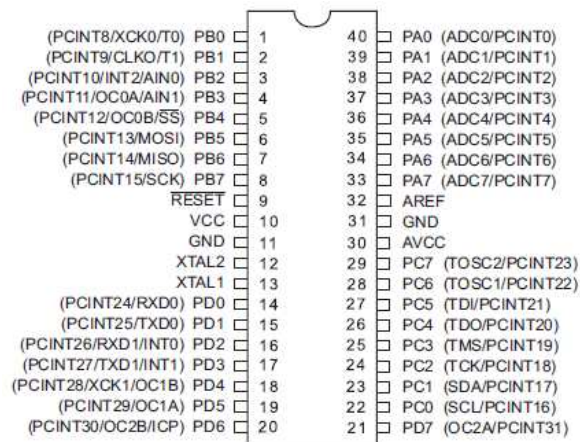 (PCINT8/XCK0/T0) PB0 1 40 PA0 (ADC0/PCINT0)
(PCINT9/CLKO/T1) PB1 2 39 PA1 (ADC1/PCINT1)
(PCINT10/INT2/AIN0) PB2 3 38 PA2 (ADC2/PCINT2)
(PCINT11/OC0A/AIN1) PB3 4 37 PA3 (ADC3/PCINT3)
(PCINT12/OC0B/SS) PB4 5 36 PA4 (ADC4/PCINT4)
(PCINT13/MOSI) PB5 6 35 PA5 (ADC5/PCINT5)
(PCINT14/MISO) PB6 7 34 PA6 (ADC6/PCINT6)
(PCINT15/SCK) PB7 8 33 PA7 (ADC7/PCINT7)
RESET 9 32 AREF
VCC 10 31 GND
GND 11 30 AVCC
XTAL2 12 29 PC7 (TOSC2/PCINT23)
XTAL1 13 28 PC6 (TOSC1/PCINT22)
(PCINT24/RXD0) PD0 14 27 PC5 (TDI/PCINT21)
(PCINT25/TXD0) PD1 15 26 PC4 (TDO/PCINT20)
(PCINT26/RXD1/INT0) PD2 16 25 PC3 (TMS/PCINT19)
(PCINT27/TXD1/INT1) PD3 17 24 PC2 (TCK/PCINT18)
(PCINT28/XCK1/OC1B) PD4 18 23 PC1 (SDA/PCINT17)
(PCINT29/OC1A) PD5 19 22 PC0 (SCL/PCINT16)
(PCINT30/OC2B/ICP) PD6 20 21 PD7 (OC2A/PCINT31)